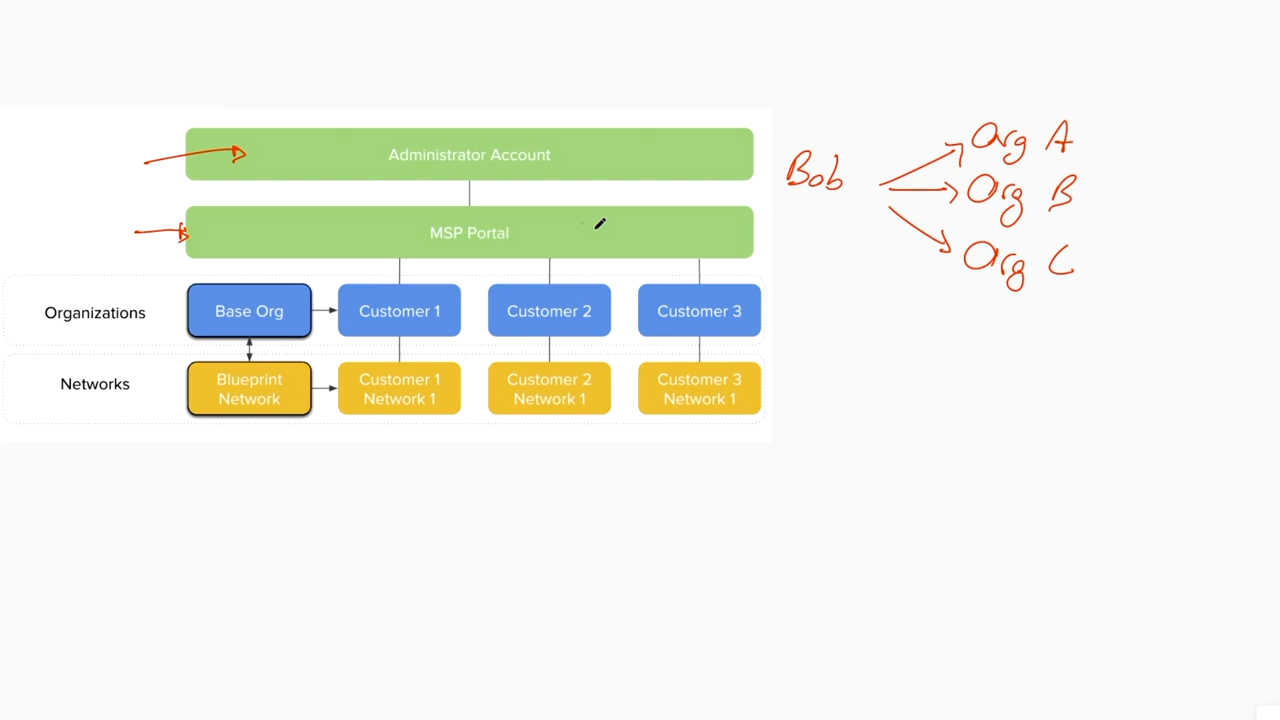 Administrator Account
MSP Portal
Organizations
Base Org
Customer 1
Customer 2
Customer 3
Networks
Blueprint
Network
Customer 1
Network 1
Customer 2
Network 1
Customer 3
Network 1
Bob
Org A
Org B
Org C